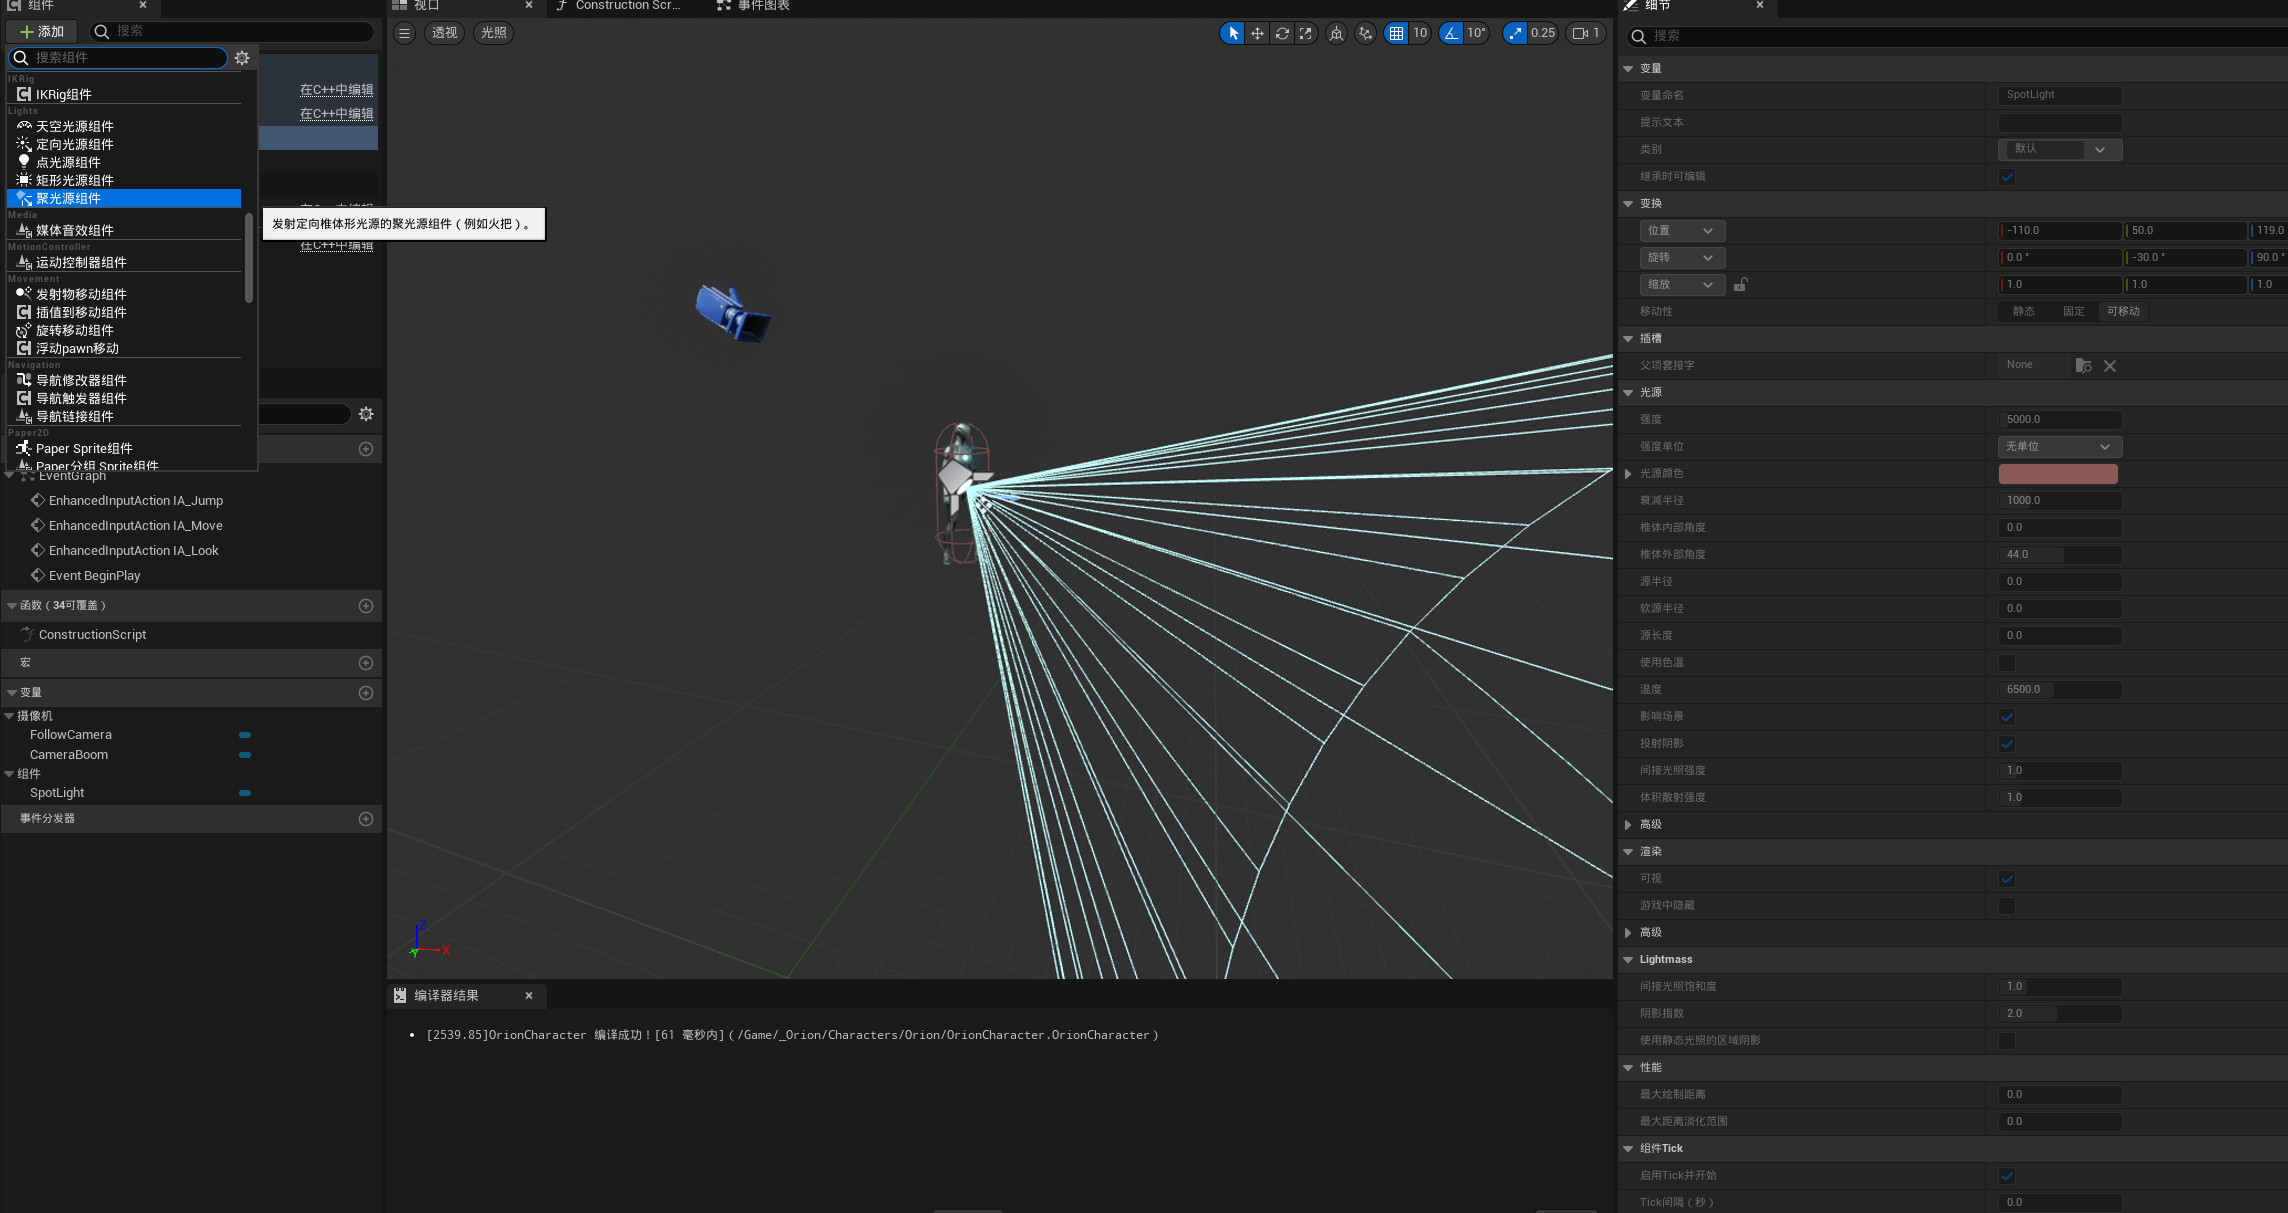 组件
添加
搜索
搜索组件
IKRig
IKRig组件
Lights
天空光源组件
定向光源组件
点光源组件
矩形光源组件
聚光源组件
Media
媒体音效组件
MotionController
运动控制器组件
Movement
发射物移动组件
插值到移动组件
旋转移动组件
浮动pawn移动
Navigation
导航修改器组件
导航触发器组件
导航链接组件
Paper2D
Paper Sprite组件
Paper分组 Sprite组件
在C++中编辑
在C++中编辑
在C++中编辑
发射定向椎体形光源的聚光源组件（例如火把）。
EventGraph
EnhancedInputAction IA_Jump
EnhancedInputAction IA_Move
EnhancedInputAction IA_Look
Event BeginPlay
函数（34可覆盖）
ConstructionScript
宏
变量
摄像机
FollowCamera
CameraBoom
组件
SpotLight
事件分发器
视口
Construction Scr...
事件图表
透视
光照
10
10°
0.25
1
Z
X
Y
编译器结果
[2539.85]OrionCharacter 编译成功！[61 毫秒内]（/Game/_Orion/Characters/Orion/OrionCharacter.OrionCharacter）
细节
搜索
变量
变量命名 SpotLight
提示文本
类别 默认
继承时可编辑
变换
位置 -110.0 50.0 119.0
旋转 0.0 ° -30.0 ° 90.0 °
缩放 1.0 1.0 1.0
移动性 静态 固定 可移动
插槽
父项套接字 None
光源
强度 5000.0
强度单位 无单位
光源颜色
衰减半径 1000.0
椎体内部角度 0.0
椎体外部角度 44.0
源半径 0.0
软源半径 0.0
源长度 0.0
使用色温
温度 6500.0
影响场景
投射阴影
间接光照强度 1.0
体积散射强度 1.0
高级
渲染
可视
游戏中隐藏
高级
Lightmass
间接光照饱和度 1.0
阴影指数 2.0
使用静态光照的区域阴影
性能
最大绘制距离 0.0
最大距离淡化范围 0.0
组件Tick
启用Tick并开始
Tick间隔（秒） 0.0